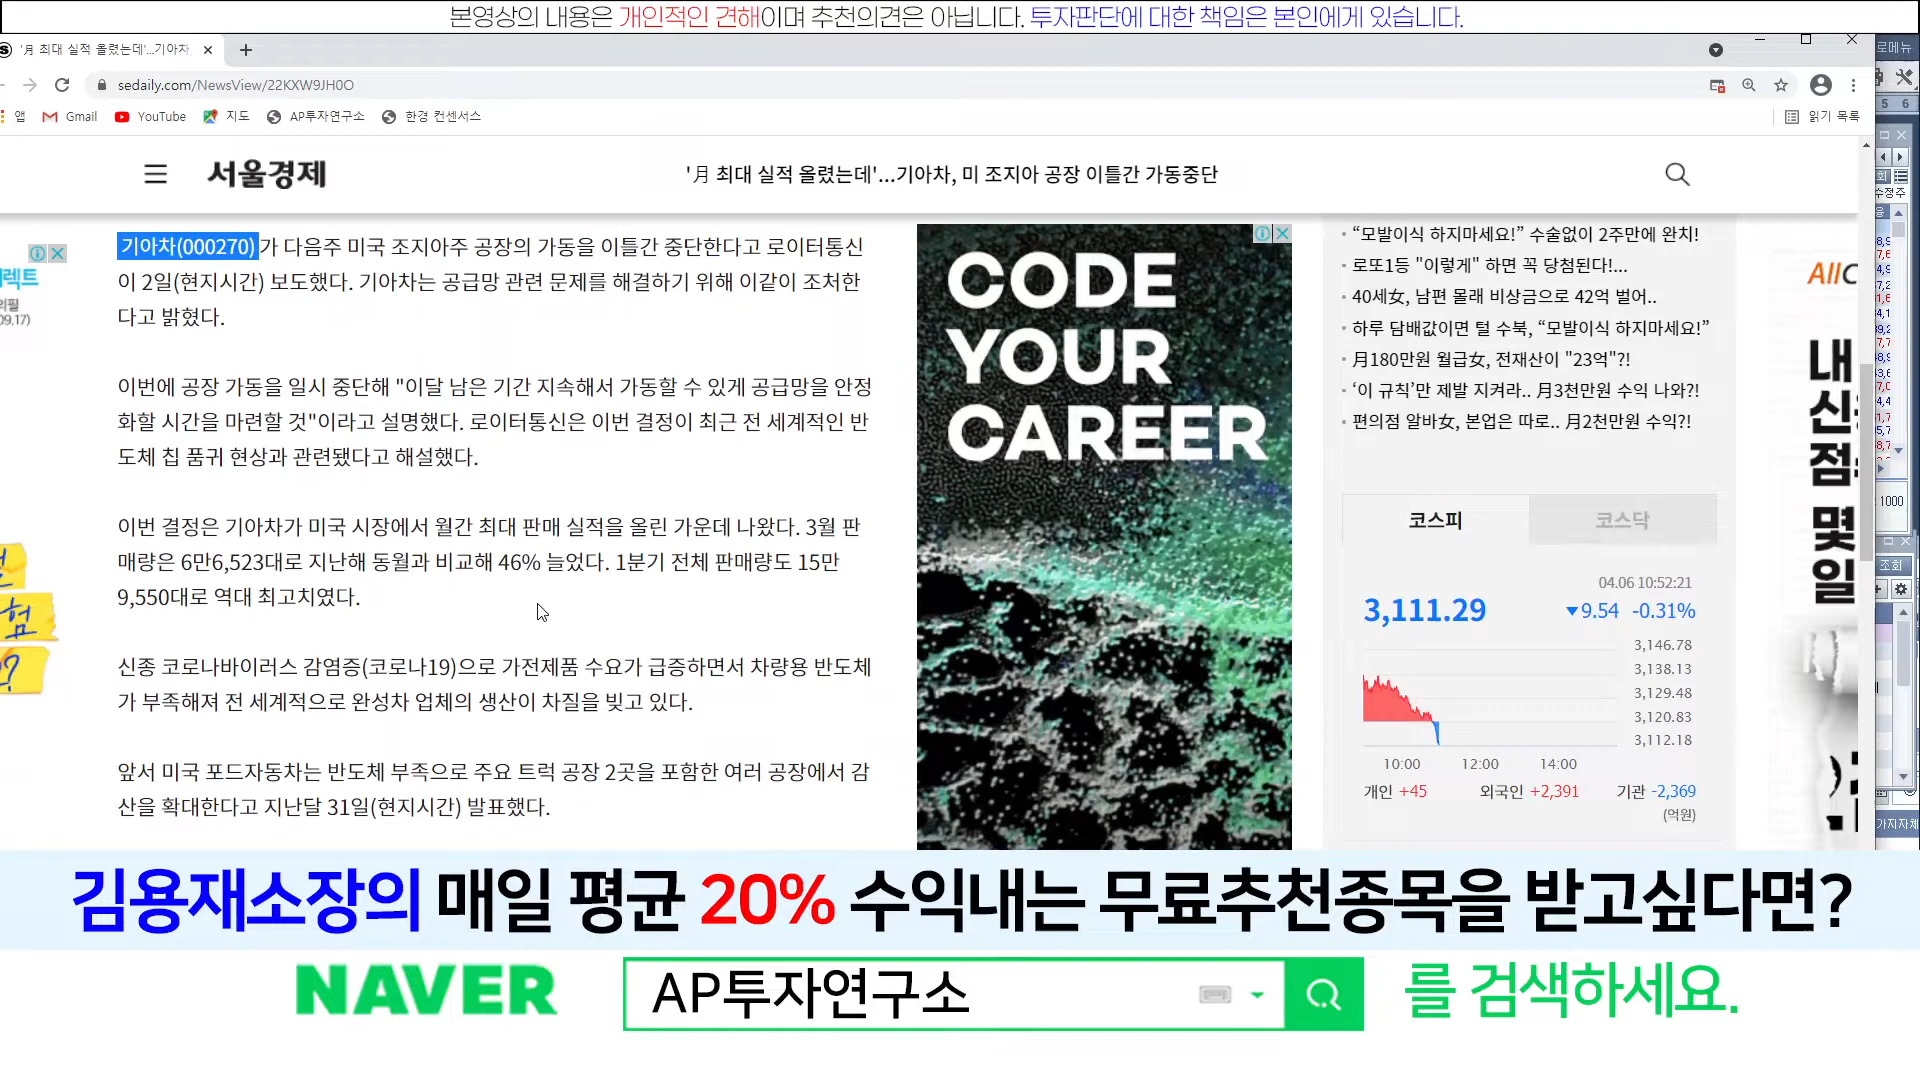 본영상의 내용은 개인적인 견해이며 추천의견은 아닙니다. 투자판단에 대한 책임은 본인에게 있습니다.
'月 최대 실적 올렸는데'...기아차
sedaily.com/NewsView/22KXW9JH0O
앱 Gmail YouTube 지도 AP투자연구소 한경 컨센서스 읽기 목록
서울경제
'月 최대 실적 올렸는데'...기아차, 미 조지아 공장 이틀간 가동중단
기아차(000270)가 다음주 미국 조지아주 공장의 가동을 이틀간 중단한다고 로이터통신
이 2일(현지시간) 보도했다. 기아차는 공급망 관련 문제를 해결하기 위해 이같이 조처한
다고 밝혔다.
이번에 공장 가동을 일시 중단해 "이달 남은 기간 지속해서 가동할 수 있게 공급망을 안정
화할 시간을 마련할 것"이라고 설명했다. 로이터통신은 이번 결정이 최근 전 세계적인 반
도체 칩 품귀 현상과 관련됐다고 해설했다.
이번 결정은 기아차가 미국 시장에서 월간 최대 판매 실적을 올린 가운데 나왔다. 3월 판
매량은 6만6,523대로 지난해 동월과 비교해 46% 늘었다. 1분기 전체 판매량도 15만
9,550대로 역대 최고치였다.
신종 코로나바이러스 감염증(코로나19)으로 가전제품 수요가 급증하면서 차량용 반도체
가 부족해져 전 세계적으로 완성차 업체의 생산이 차질을 빚고 있다.
앞서 미국 포드자동차는 반도체 부족으로 주요 트럭 공장 2곳을 포함한 여러 공장에서 감
산을 확대한다고 지난달 31일(현지시간) 발표했다.
CODE
YOUR
CAREER
“모발이식 하지마세요!” 수술없이 2주만에 완치!
로또1등 "이렇게" 하면 꼭 당첨된다!...
40세女, 남편 몰래 비상금으로 42억 벌어..
하루 담배값이면 털 수북, “모발이식 하지마세요!”
月180만원 월급女, 전재산이 "23억"?!
‘이 규칙’만 제발 지켜라.. 月3천만원 수익 나와?!
편의점 알바女, 본업은 따로.. 月2천만원 수익?!
코스피 코스닥
04.06 10:52:21
3,111.29 ▼9.54 -0.31%
3,146.78
3,138.13
3,129.48
3,120.83
3,112.18
10:00 12:00 14:00
개인 +45 외국인 +2,391 기관 -2,369
(억원)
김용재소장의 매일 평균 20% 수익내는 무료추천종목을 받고싶다면?
NAVER AP투자연구소 를 검색하세요.